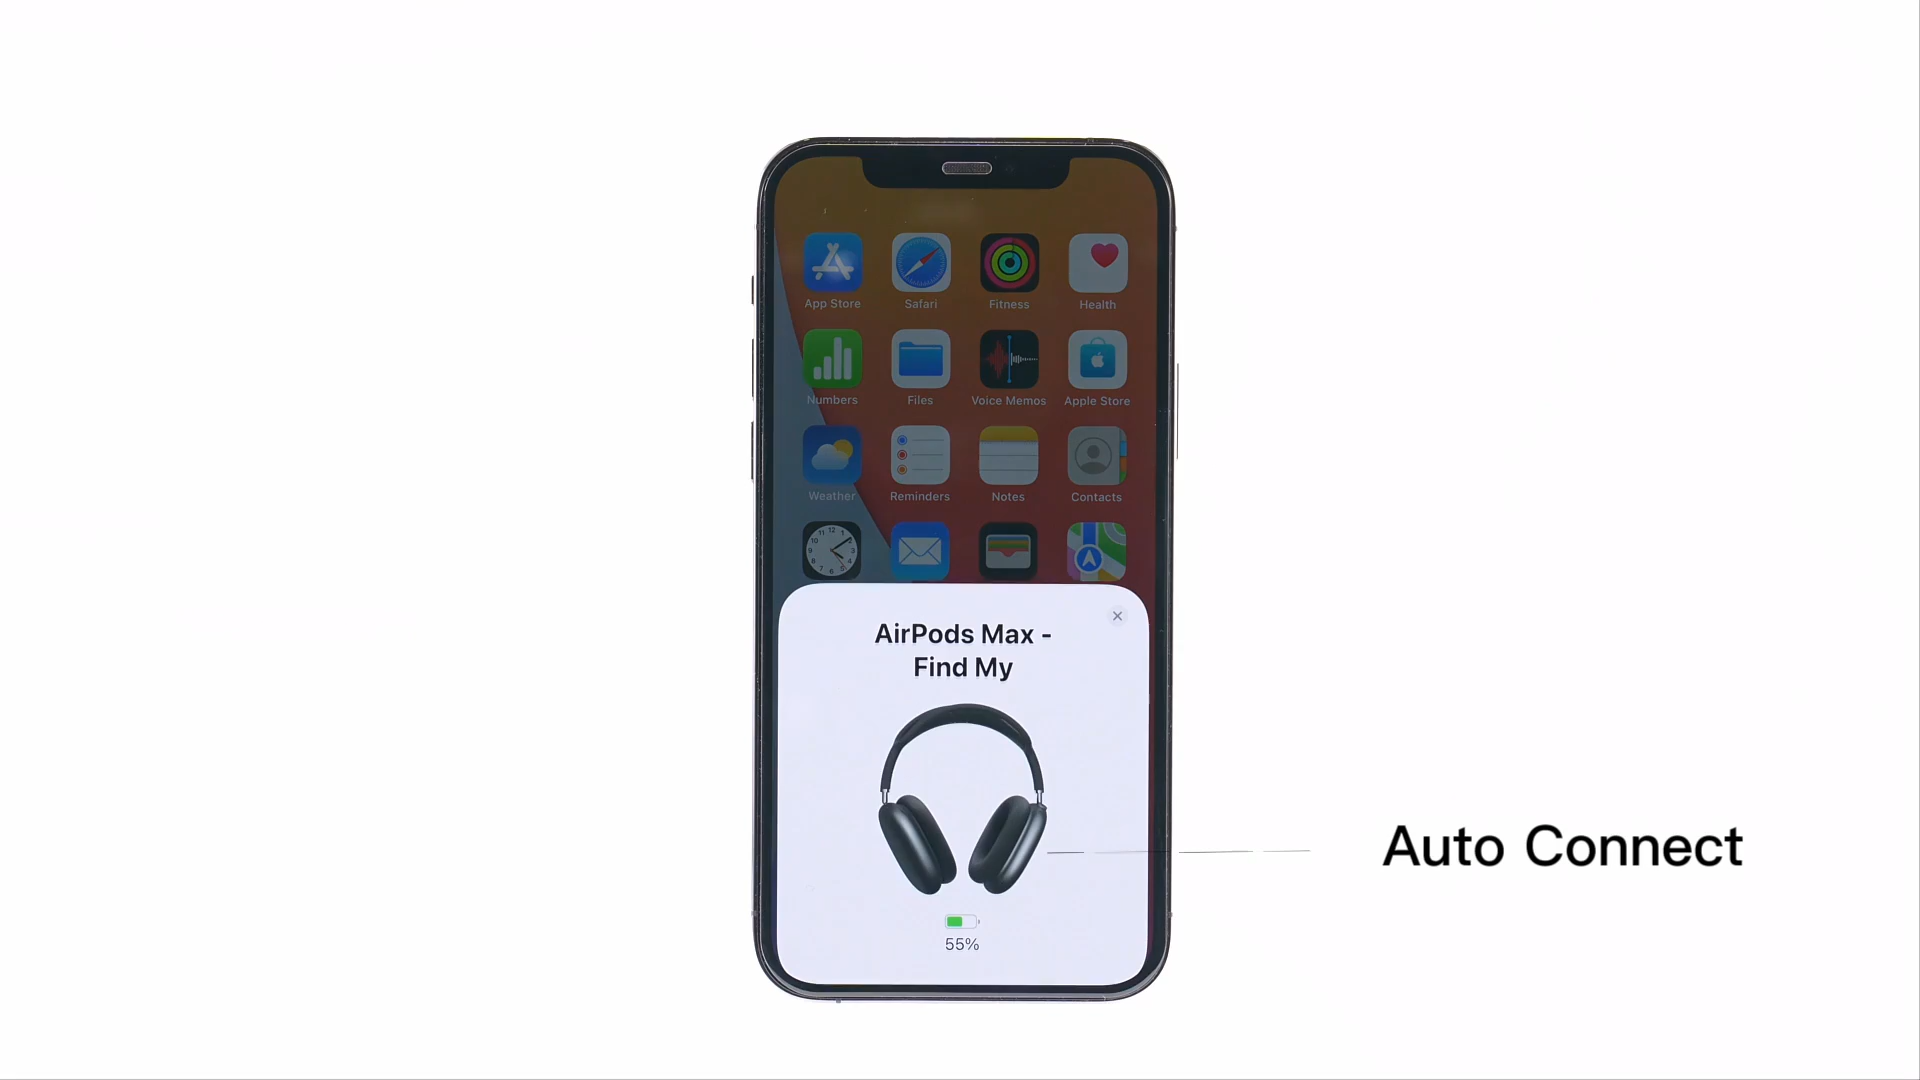 App Store
Safari
Fitness
Health
Numbers
Files
Voice Memos
Apple Store
Weather
Reminders
Notes
Contacts
AirPods Max -
Find My
55%
Auto Connect